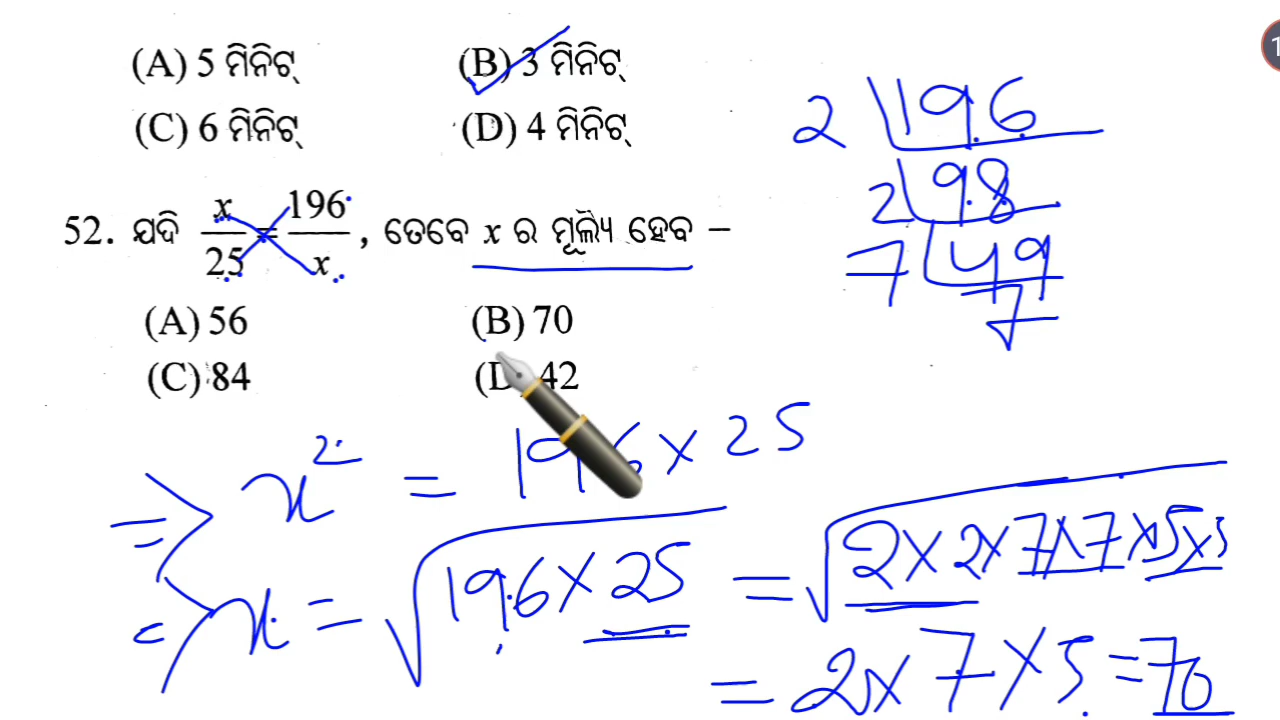 (A) 5 ମିନିଟ୍ (B) 3 ମିନିଟ୍
(C) 6 ମିନିଟ୍ (D) 4 ମିନିଟ୍
52. ଯଦି x/25 = 196/x, ତେବେ x ର ମୂଲ୍ୟ ହେବ –
(A) 56 (B) 70
(C) 84 (D) 42
2 196
2 98
7 49
7
=> x² = 196 × 25
x = √196 × 25 = √2 × 2 × 7 × 7 × 5 × 5
= 2 × 7 × 5 = 70